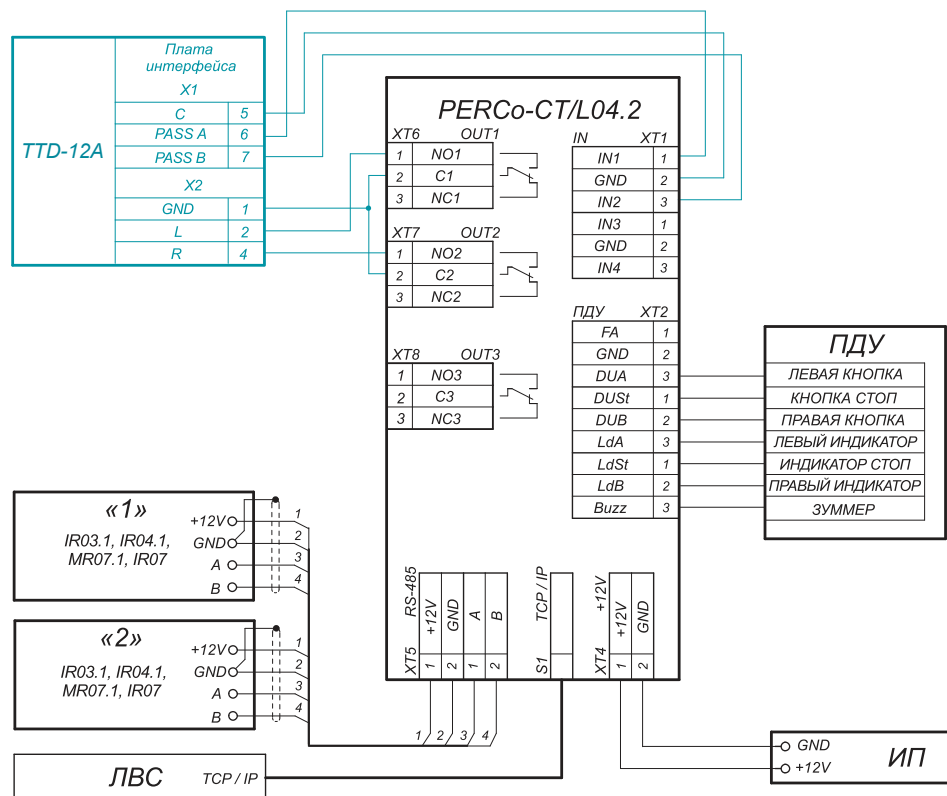 TTD-12A
Плата
интерфейса
X1
C 5
PASS A 6
PASS B 7
X2
GND 1
L 2
R 4
PERCo-CT/L04.2
XT6 OUT1
1 NO1
2 C1
3 NC1
XT7 OUT2
1 NO2
2 C2
3 NC2
XT8 OUT3
1 NO3
2 C3
3 NC3
IN XT1
IN1 1
GND 2
IN2 3
IN3 1
GND 2
IN4 3
ПДУ XT2
FA 1
GND 2
DUA 3
DUSt 1
DUB 2
LdA 3
LdSt 1
LdB 2
Buzz 3
ПДУ
ЛЕВАЯ КНОПКА
КНОПКА СТОП
ПРАВАЯ КНОПКА
ЛЕВЫЙ ИНДИКАТОР
ИНДИКАТОР СТОП
ПРАВЫЙ ИНДИКАТОР
ЗУММЕР
«1»
IR03.1, IR04.1,
MR07.1, IR07
+12V 1
GND 2
A 3
B 4
«2»
IR03.1, IR04.1,
MR07.1, IR07
+12V 1
GND 2
A 3
B 4
XT5 RS-485
1 +12V
2 GND
1 A
2 B
1 2 3 4
S1 TCP / IP
XT4 +12V
1 +12V
2 GND
ЛВС TCP / IP
ИП
GND
+12V